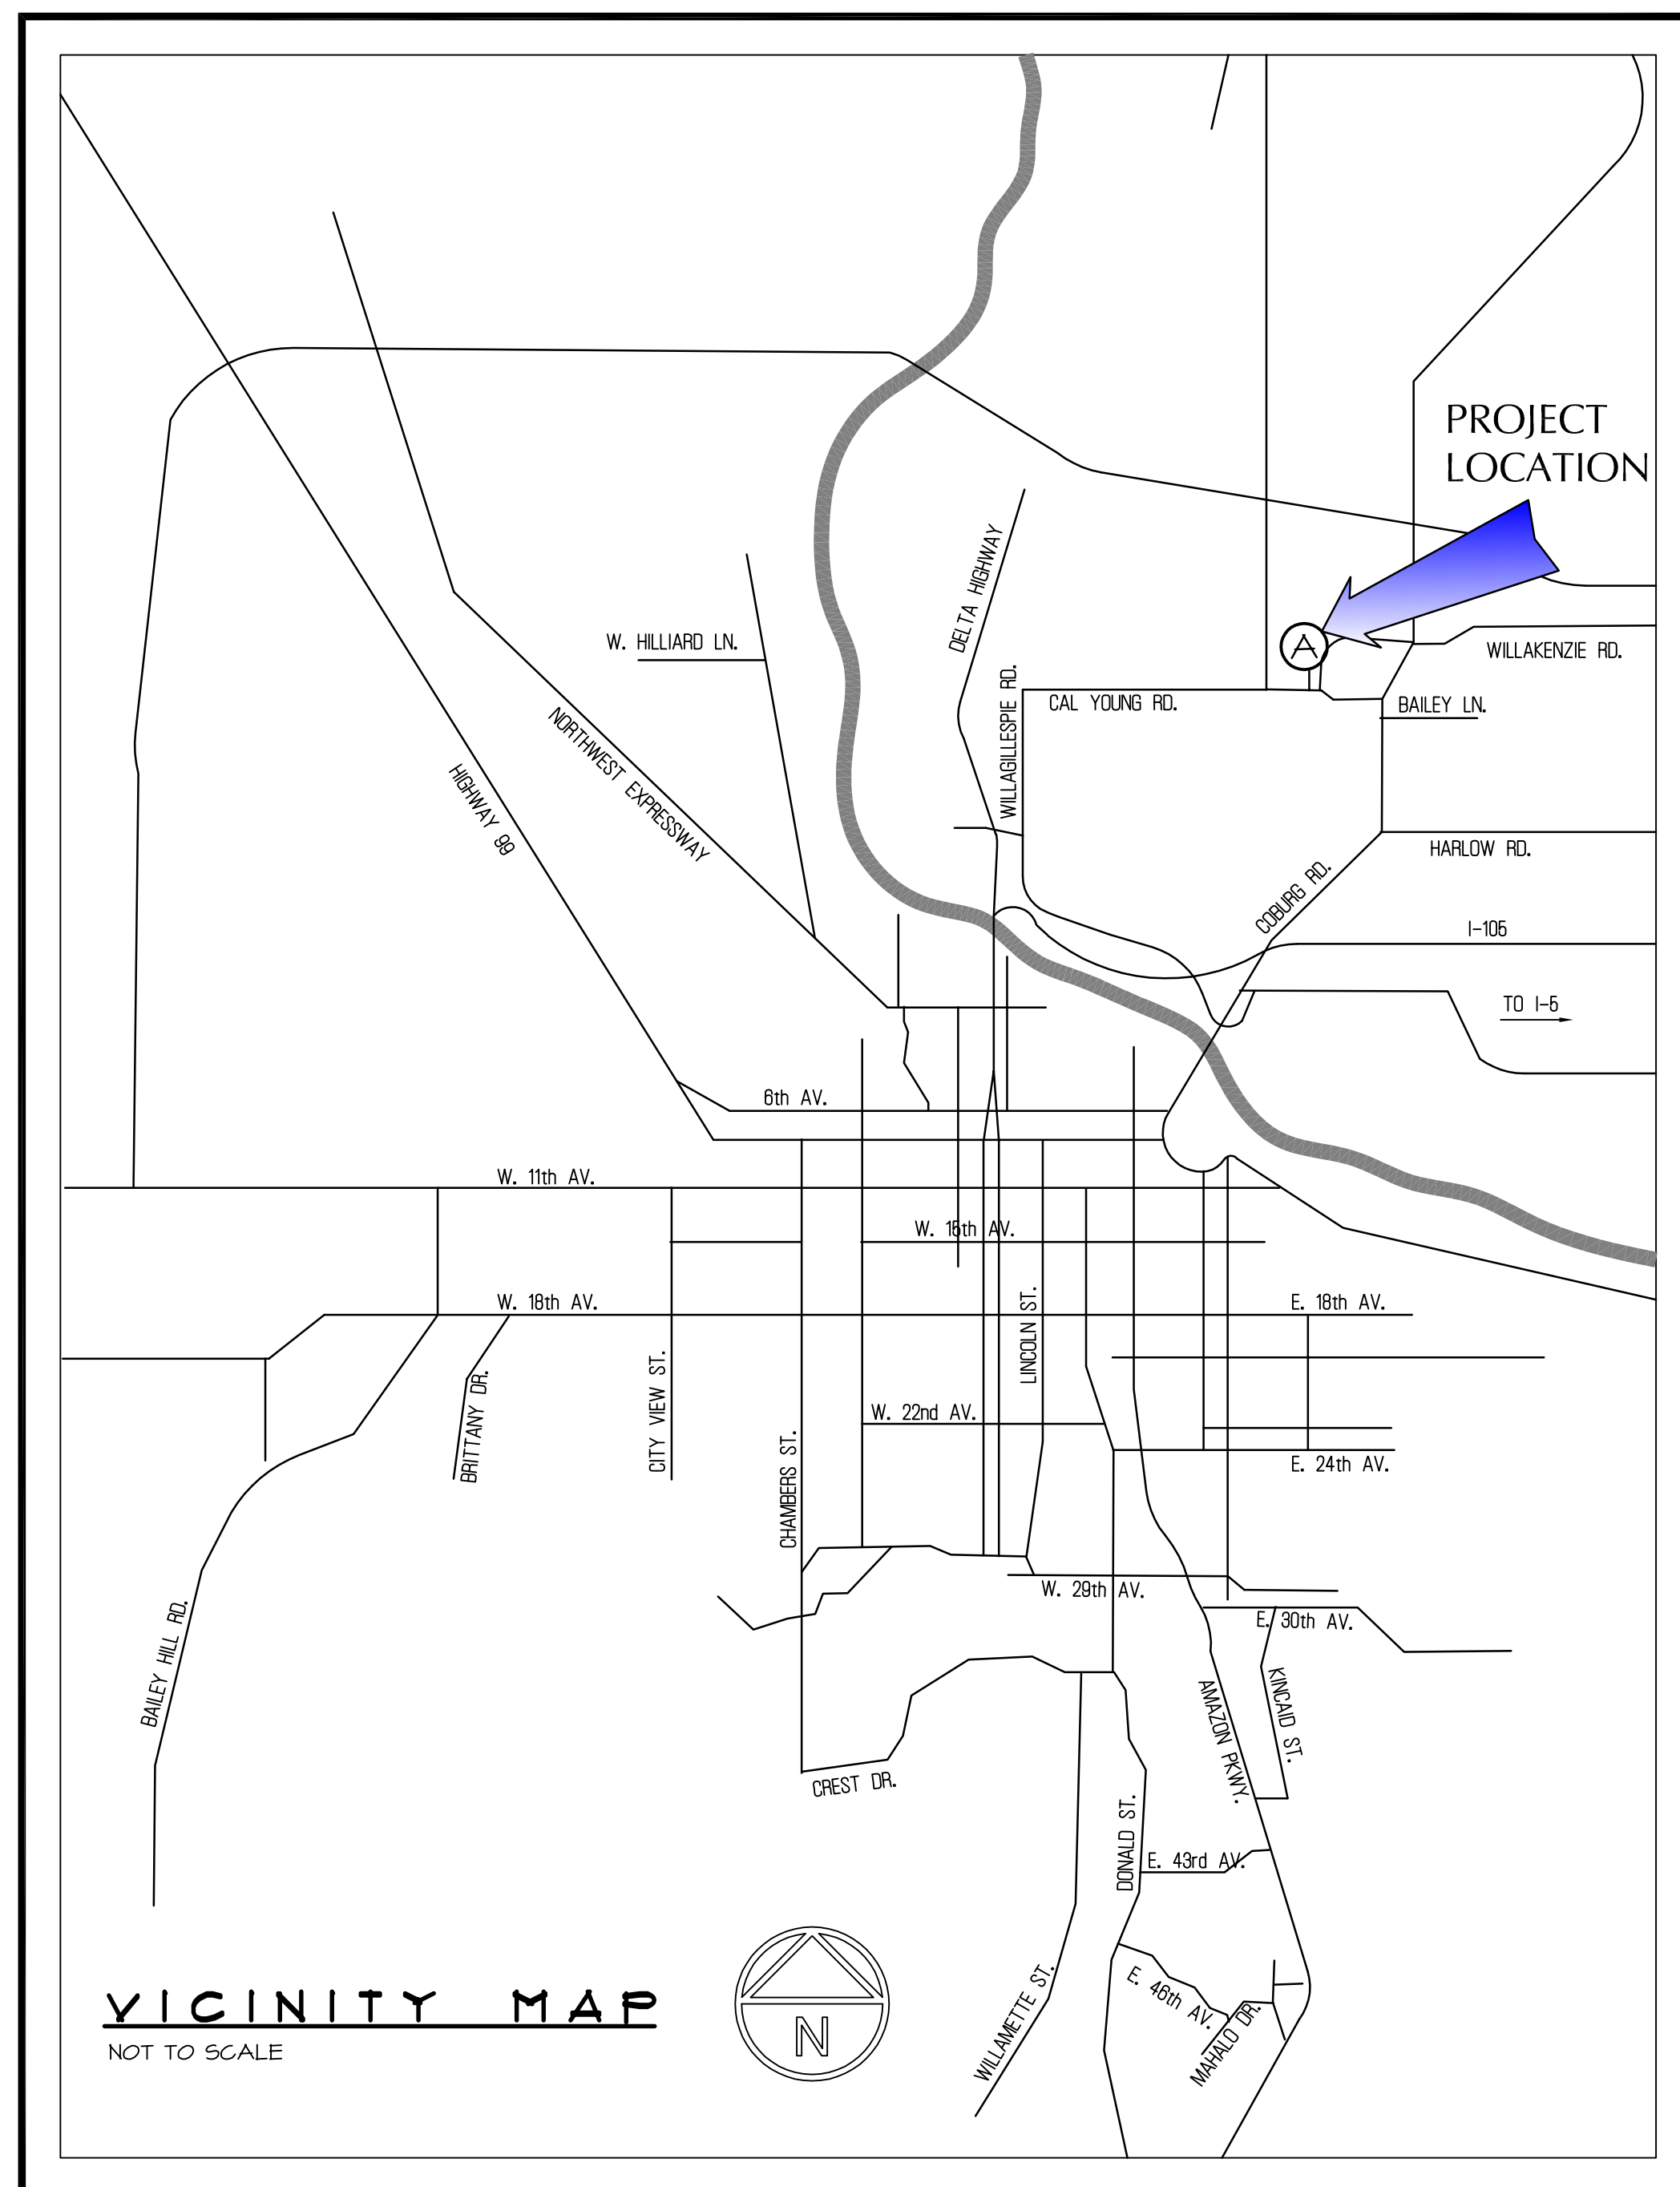 PROJECT
LOCATION
DELTA HIGHWAY
W. HILLIARD LN.
WILLAKENZIE RD.
WILLAGILLESPIE RD.
CAL YOUNG RD.
BAILEY LN.
NORTHWEST EXPRESSWAY
HIGHWAY 99
HARLOW RD.
COBURG RD.
I-105
TO I-5
6th AV.
W. 11th AV.
W. 15th AV.
W. 18th AV.
E. 18th AV.
LINCOLN ST.
CITY VIEW ST.
BRITTANY DR.
W. 22nd AV.
CHAMBERS ST.
E. 24th AV.
W. 29th AV.
E. 30th AV.
BAILEY HILL RD.
KINCAID ST.
AMAZON PKWY.
CREST DR.
DONALD ST.
E. 43rd AV.
E. 46th AV.
MAHALO DR.
WILLAMETTE ST.
VICINITY MAP
NOT TO SCALE
N
A